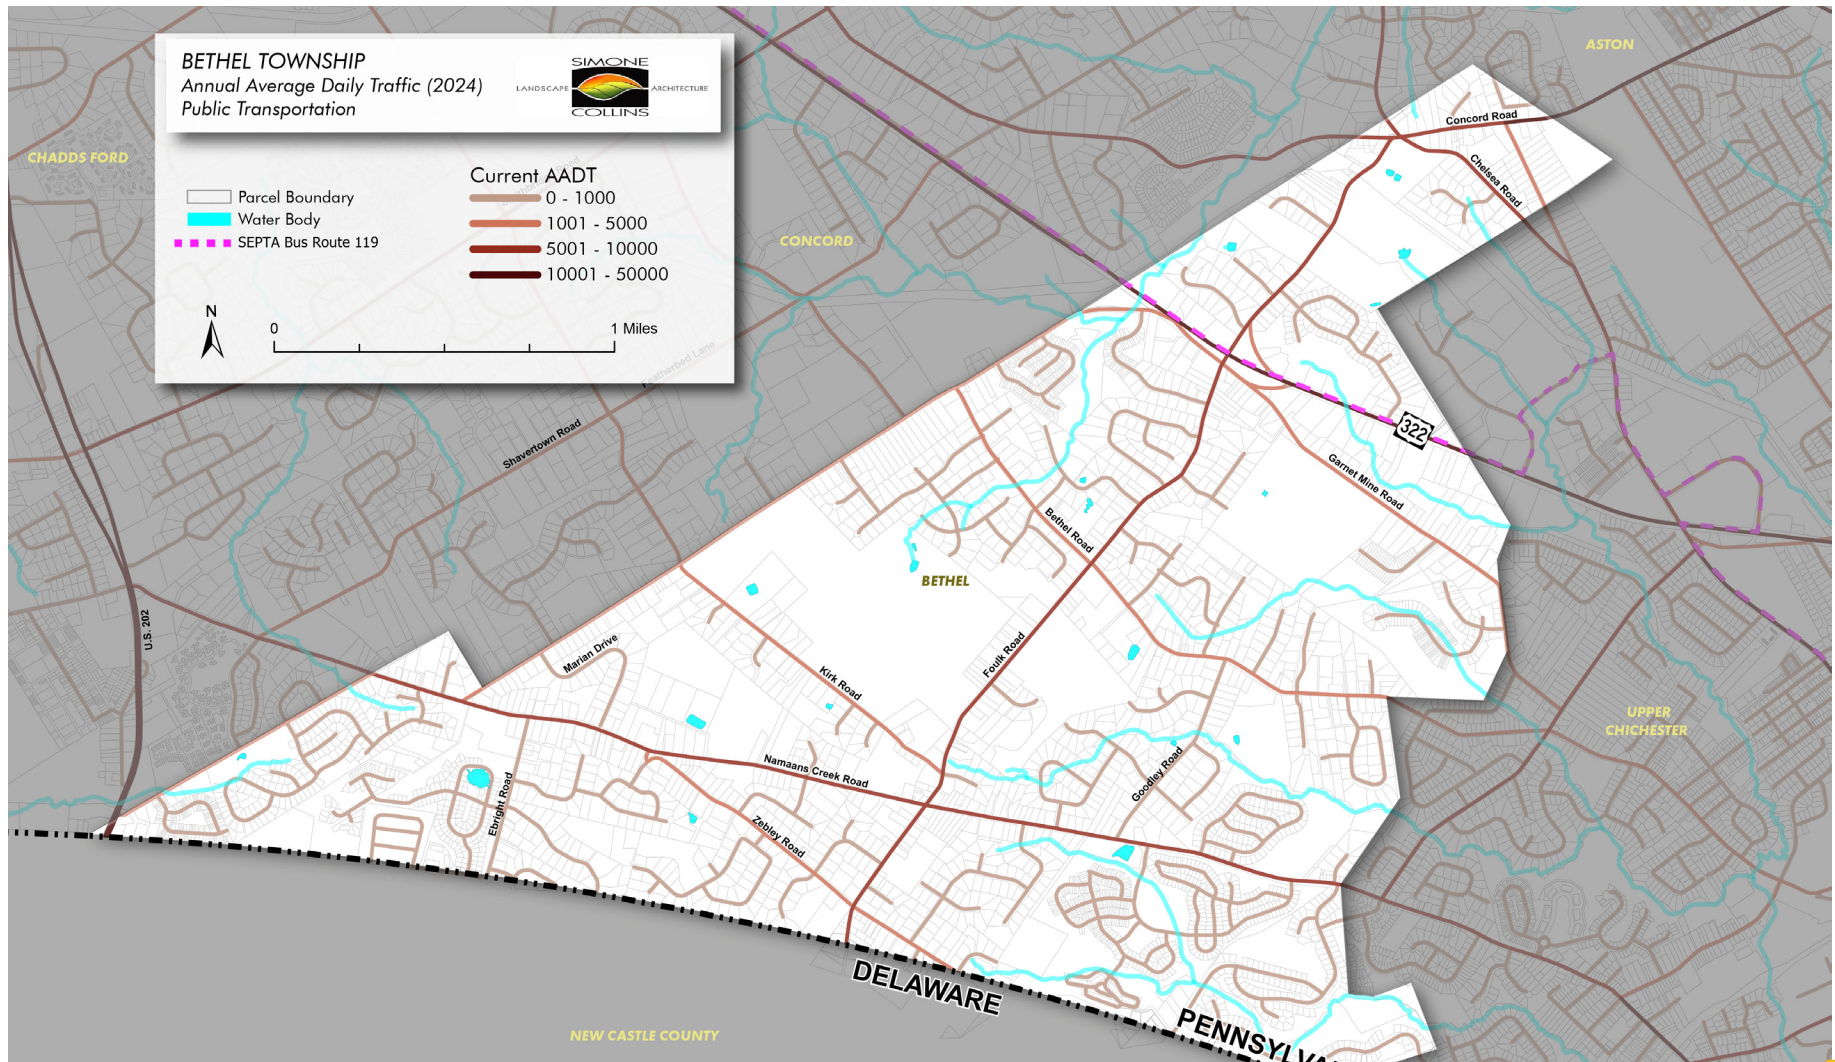 BETHEL TOWNSHIP
Annual Average Daily Traffic (2024)
Public Transportation
SIMONE
LANDSCAPE ARCHITECTURE
COLLINS
Parcel Boundary
Water Body
SEPTA Bus Route 119
Current AADT
0 - 1000
1001 - 5000
5001 - 10000
10001 - 50000
N
0
1 Miles
ASTON
CHADDS FORD
CONCORD
Concord Road
Chelsea Road
Featherbed Lane
Shavertown Road
322
Garnet Mine Road
Bethel Road
BETHEL
U.S. 202
Marian Drive
Foulk Road
Kirk Road
UPPER
CHICHESTER
Namaans Creek Road
Goodley Road
Ebright Road
Zebley Road
DELAWARE
PENNSYLVA
NEW CASTLE COUNTY